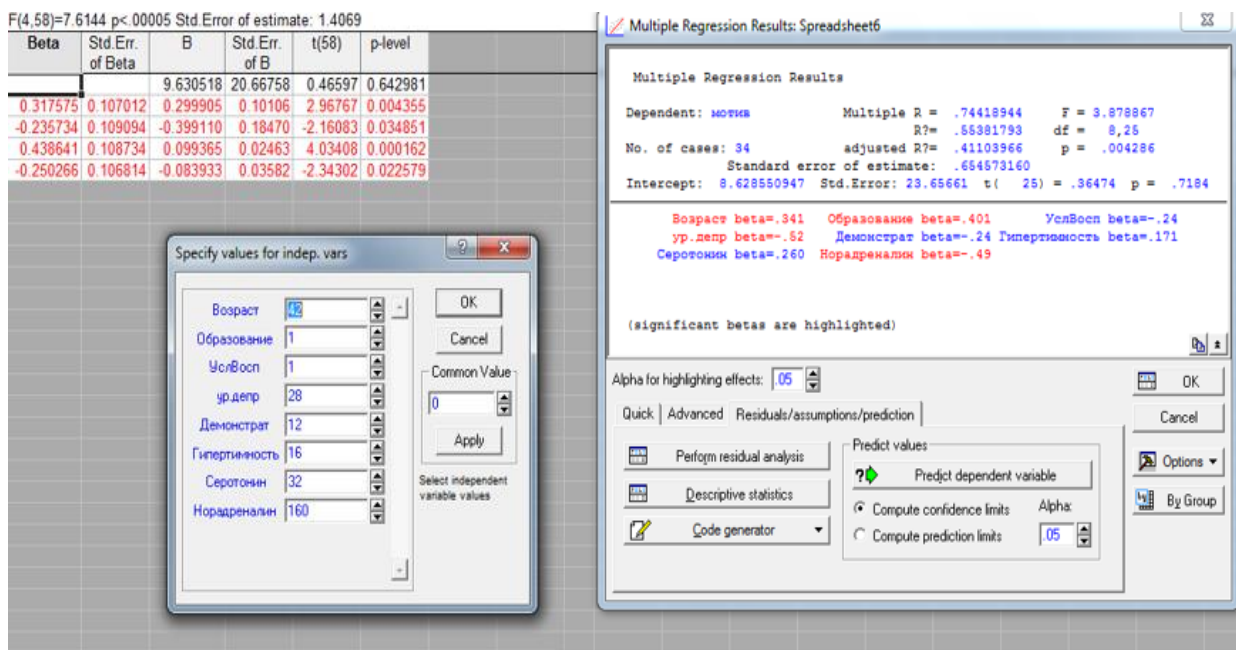 F(4,58)=7.6144 p<.00005 Std.Error of estimate: 1.4069
Beta Std.Err. of Beta B Std.Err. of B t(58) p-level
9.630518 20.66758 0.46597 0.642981
0.317575 0.107012 0.299905 0.10106 2.96767 0.004355
-0.235734 0.109094 -0.399110 0.18470 -2.16083 0.034851
0.438641 0.108734 0.099365 0.02463 4.03408 0.000162
-0.250266 0.106814 -0.083933 0.03582 -2.34302 0.022579
Specify values for indep. vars
Возраст 42
Образование 1
УслВосп 1
ур.депр 28
Демонстрат 12
Гипертимность 16
Серотонин 32
Норадреналин 160
OK
Cancel
Common Value
0
Apply
Select independent
variable values
Multiple Regression Results: Spreadsheet6
Multiple Regression Results
Dependent: мотив Multiple R = .74418944 F = 3.878867
R?= .55381793 df = 8,25
No. of cases: 34 adjusted R?= .41103966 p = .004286
Standard error of estimate: .654573160
Intercept: 8.628550947 Std.Error: 23.65661 t( 25) = .36474 p = .7184
Возраст beta=.341 Образование beta=.401 УслВосп beta=-.24
ур.депр beta=-.52 Демонстрат beta=-.24 Гипертимность beta=.171
Серотонин beta=.260 Норадреналин beta=-.49
(significant betas are highlighted)
Alpha for highlighting effects: .05
OK
Quick Advanced Residuals/assumptions/prediction
Cancel
Perform residual analysis
Descriptive statistics
Code generator
Predict values
Predict dependent variable
Compute confidence limits
Compute prediction limits
Alpha:
.05
Options
By Group